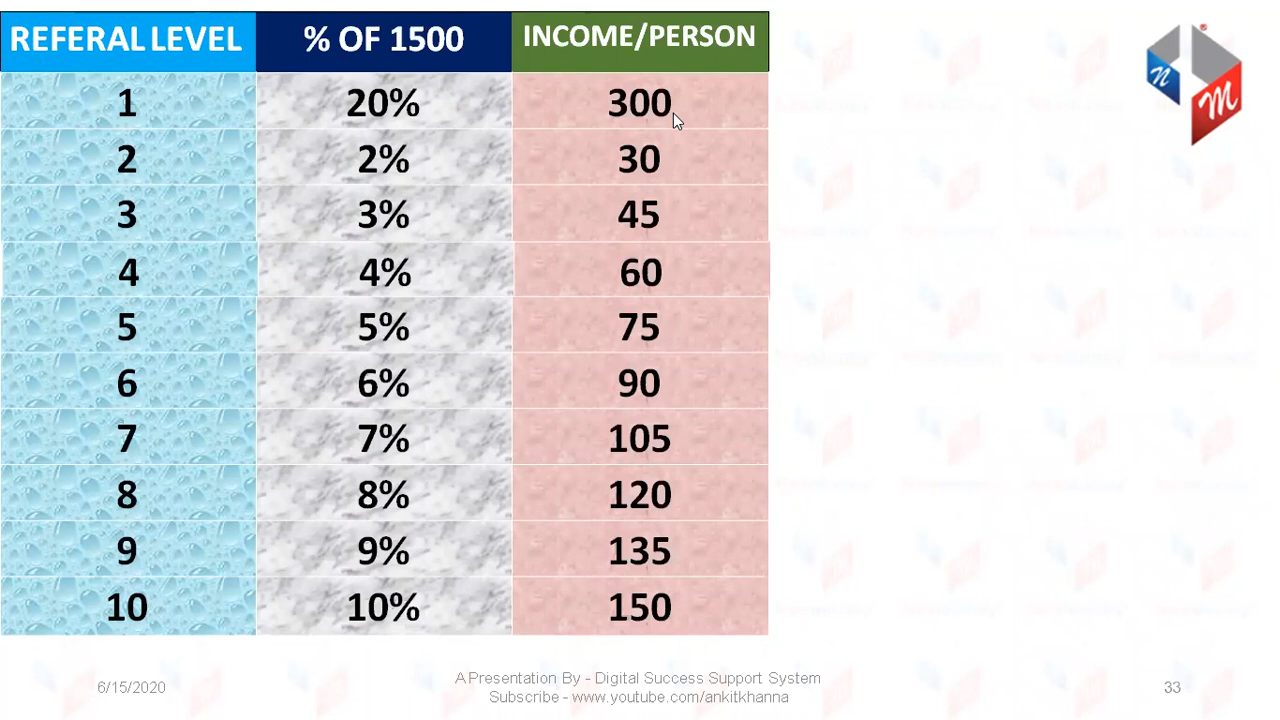 REFERAL LEVEL % OF 1500 INCOME/PERSON
1 20% 300
2 2% 30
3 3% 45
4 4% 60
5 5% 75
6 6% 90
7 7% 105
8 8% 120
9 9% 135
10 10% 150
n M ®
6/15/2020
A Presentation By - Digital Success Support System
Subscribe - www.youtube.com/ankitkhanna
33